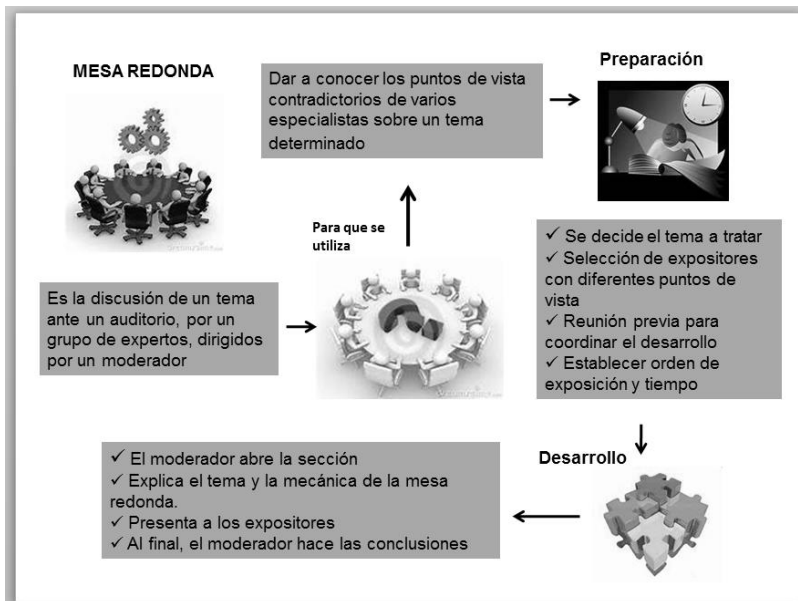 MESA REDONDA
Es la discusión de un tema
ante un auditorio, por un
grupo de expertos, dirigidos
por un moderador
Para que se
utiliza
Dar a conocer los puntos de vista
contradictorios de varios
especialistas sobre un tema
determinado
Preparación
✓ Se decide el tema a tratar
✓ Selección de expositores
con diferentes puntos de
vista
✓ Reunión previa para
coordinar el desarrollo
✓ Establecer orden de
exposición y tiempo
Desarrollo
✓ El moderador abre la sección
✓ Explica el tema y la mecánica de la mesa
redonda.
✓ Presenta a los expositores
✓ Al final, el moderador hace las conclusiones